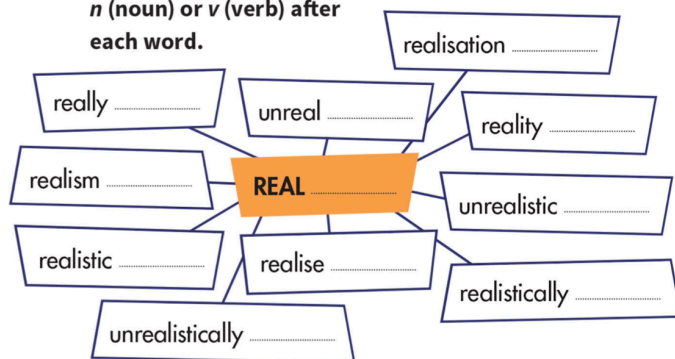 n (noun) or v (verb) after
each word.
realisation
really
unreal
reality
realism
REAL
unrealistic
realistic
realise
realistically
unrealistically